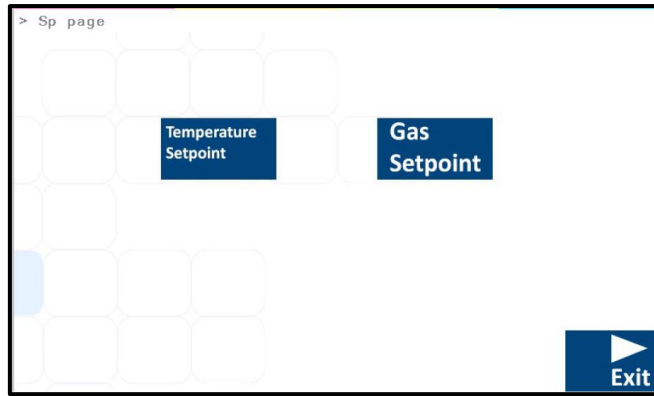 > Sp page
Temperature
Setpoint
Gas
Setpoint
Exit